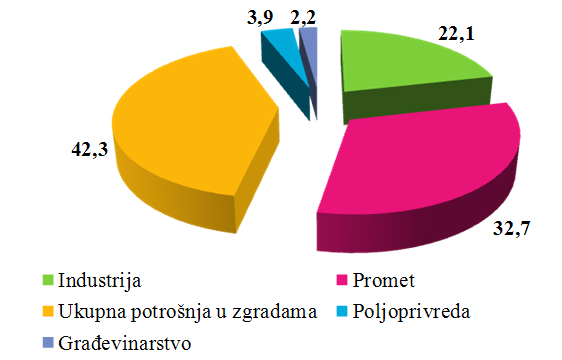 3,9
2,2
22,1
42,3
32,7
Industrija
Promet
Ukupna potrošnja u zgradama
Poljoprivreda
Građevinarstvo